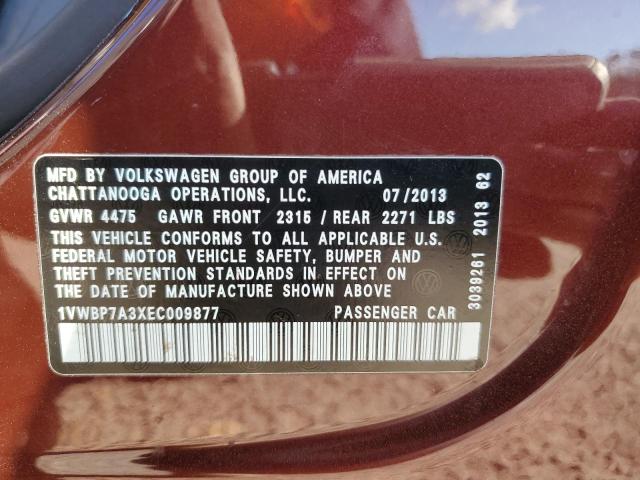 MFD BY VOLKSWAGEN GROUP OF AMERICA
CHATTANOOGA OPERATIONS, LLC. 07/2013
GVWR 4475 GAWR FRONT 2315 / REAR 2271 LBS
THIS VEHICLE CONFORMS TO ALL APPLICABLE U.S.
FEDERAL MOTOR VEHICLE SAFETY, BUMPER AND
THEFT PREVENTION STANDARDS IN EFFECT ON
THE DATE OF MANUFACTURE SHOWN ABOVE
1VWBP7A3XEC009877 PASSENGER CAR
3039261 2013 62